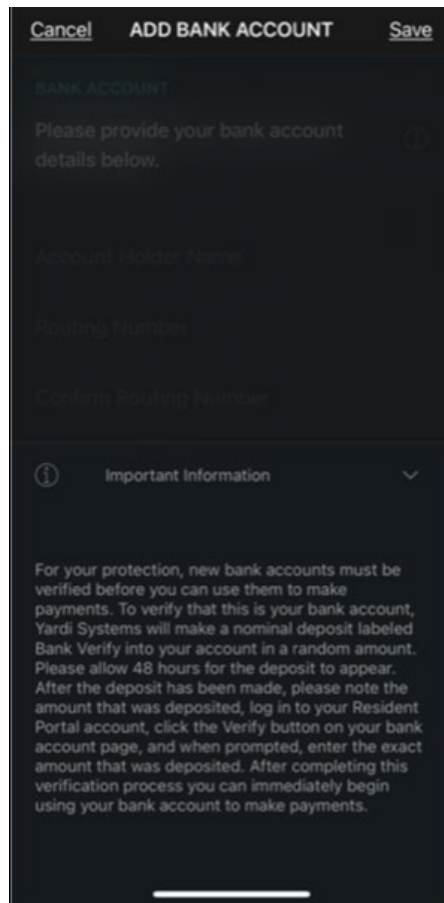 Cancel ADD BANK ACCOUNT Save
BANK ACCOUNT
Please provide your bank account
details below.
Account Holder Name
Routing Number
Confirm Routing Number
Important Information
For your protection, new bank accounts must be
verified before you can use them to make
payments. To verify that this is your bank account,
Yardi Systems will make a nominal deposit labeled
Bank Verify into your account in a random amount.
Please allow 48 hours for the deposit to appear.
After the deposit has been made, please note the
amount that was deposited, log in to your Resident
Portal account, click the Verify button on your bank
account page, and when prompted, enter the exact
amount that was deposited. After completing this
verification process you can immediately begin
using your bank account to make payments.